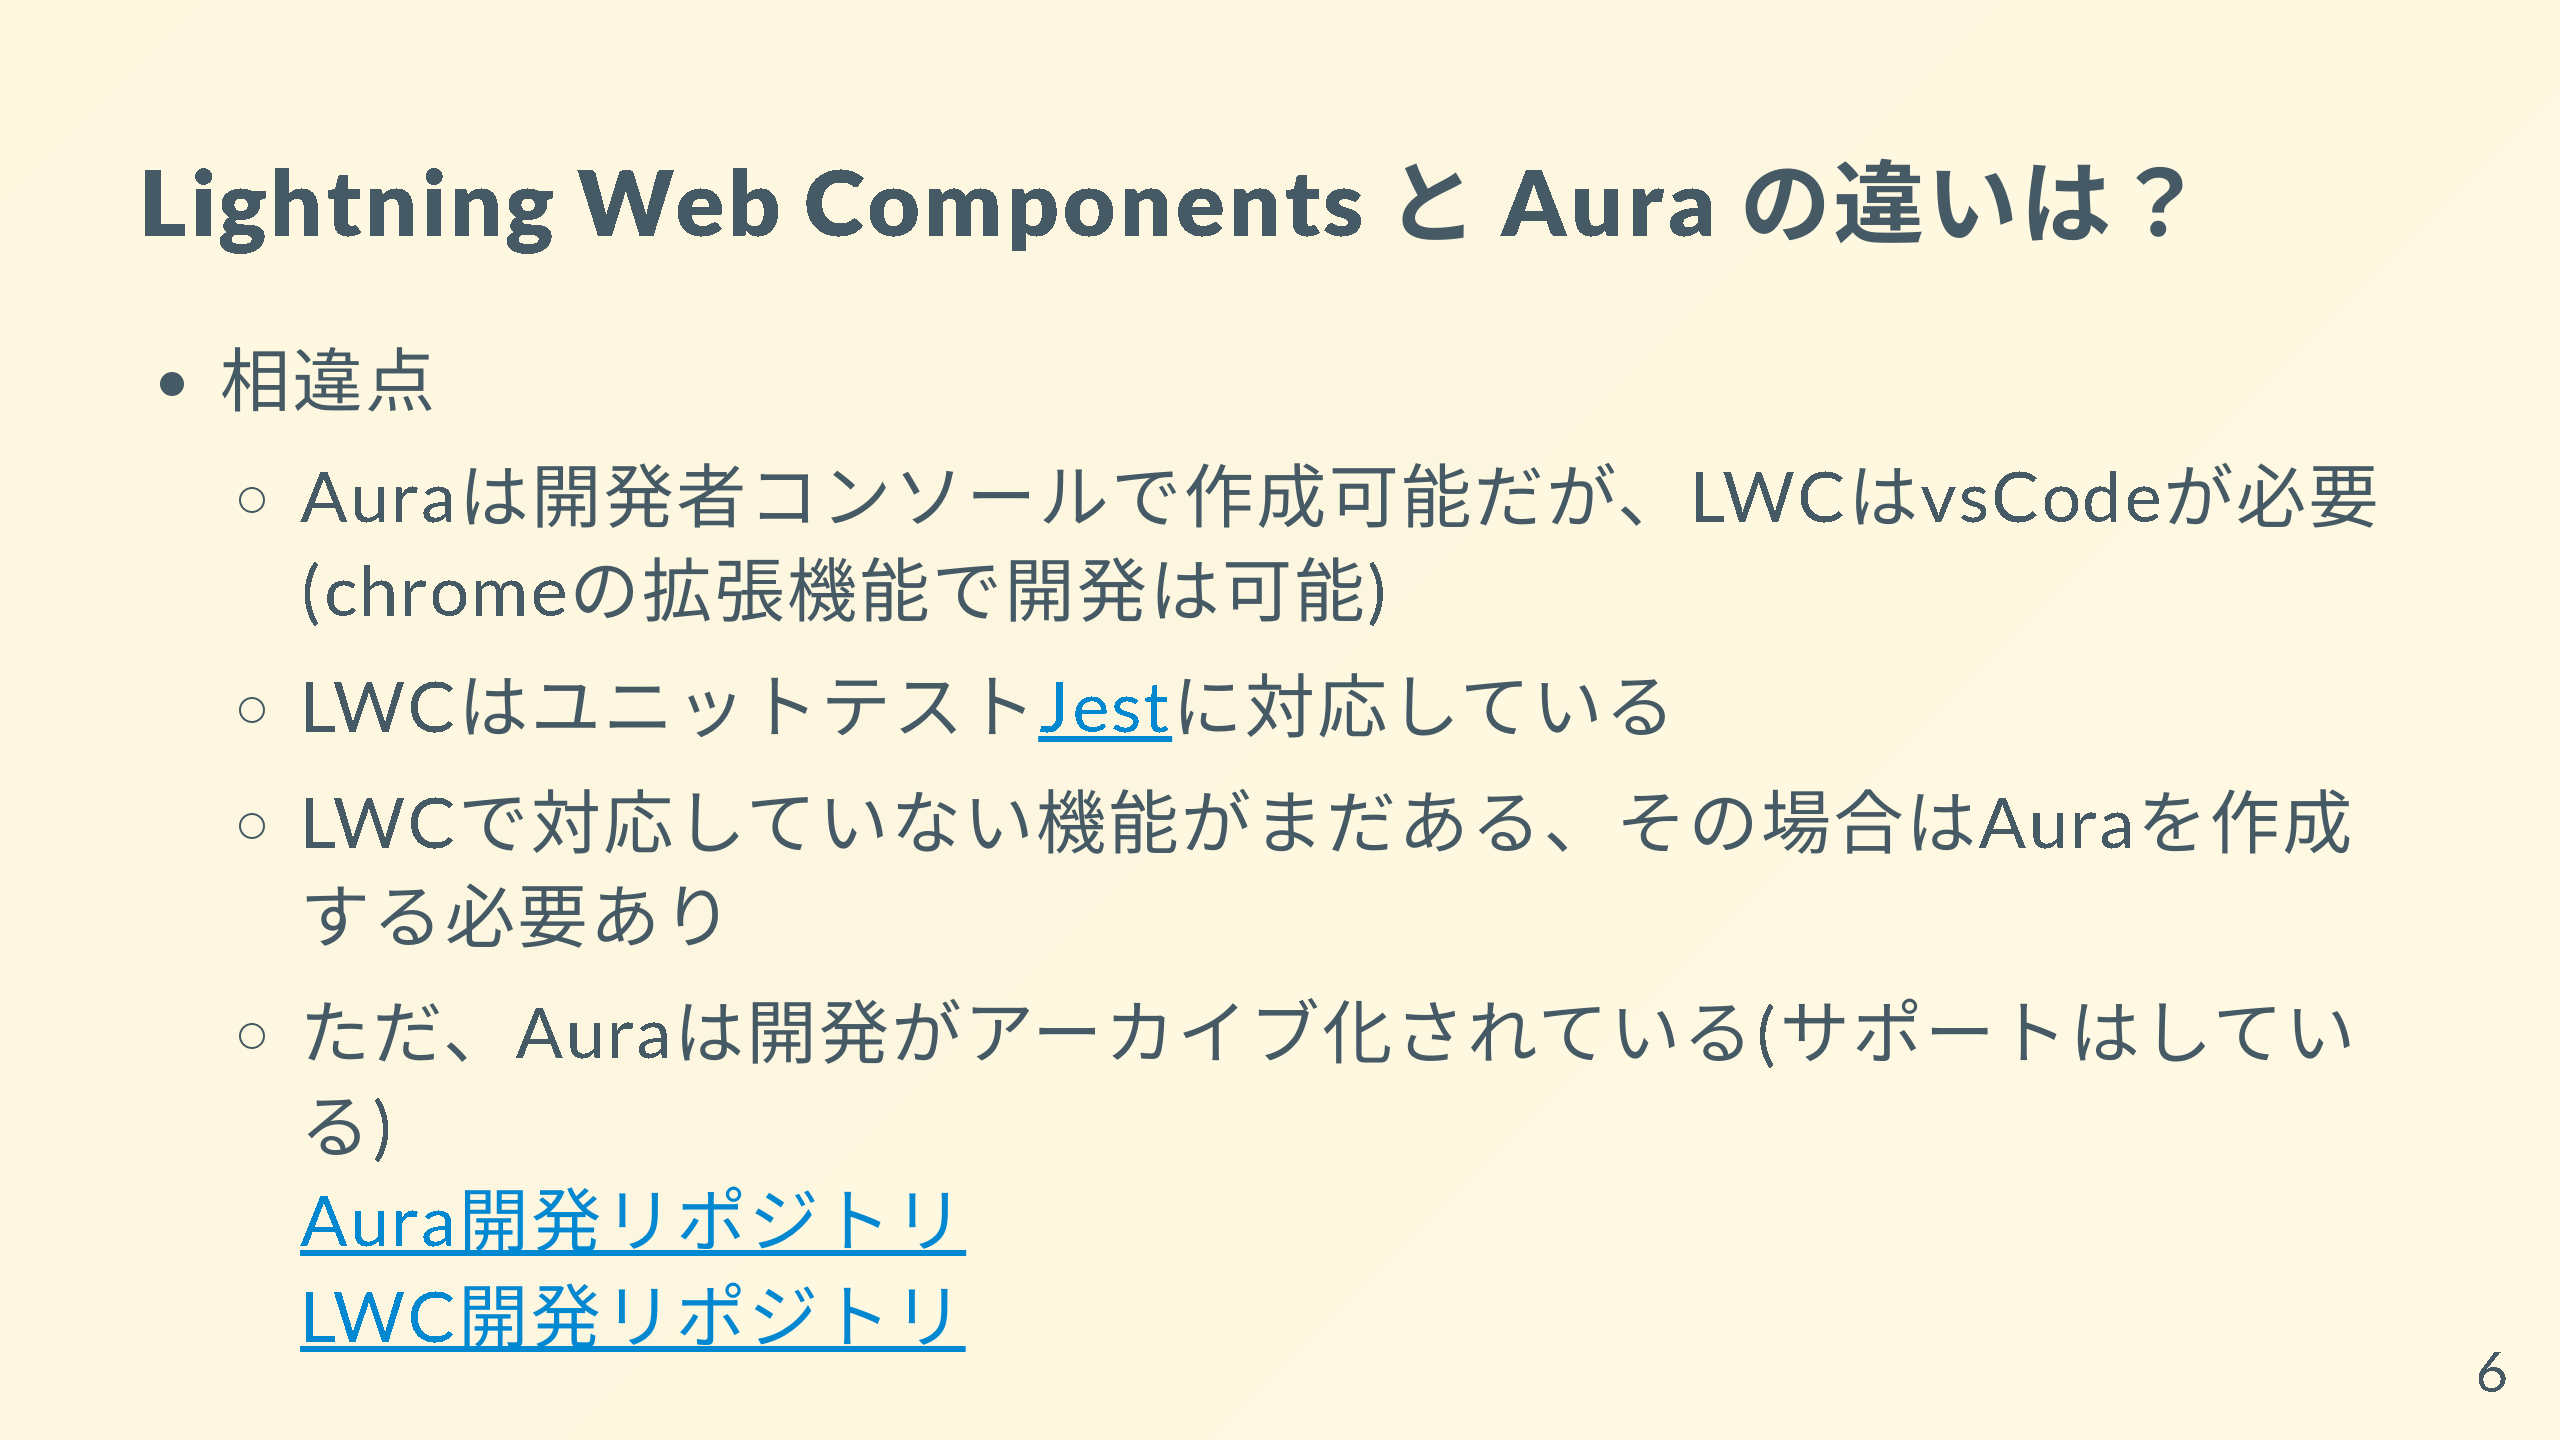 Lightning Web Components と Aura の違いは？
相違点
Auraは開発者コンソールで作成可能だが、LWCはvsCodeが必要
(chromeの拡張機能で開発は可能)
LWCはユニットテストJestに対応している
LWCで対応していない機能がまだある、その場合はAuraを作成
する必要あり
ただ、Auraは開発がアーカイブ化されている(サポートはしてい
る)
Aura開発リポジトリ
LWC開発リポジトリ
6